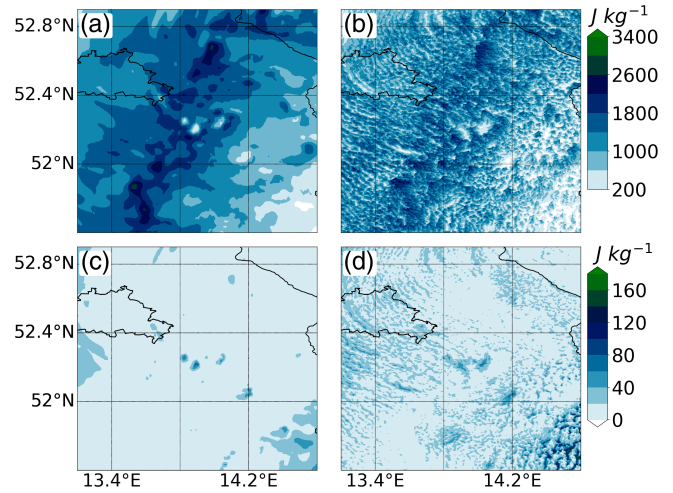 (a)
(b)
J kg⁻¹
52.8°N
52.4°N
52°N
3400
2600
1800
1000
200
(c)
(d)
J kg⁻¹
52.8°N
52.4°N
52°N
160
120
80
40
0
13.4°E 14.2°E
13.4°E 14.2°E